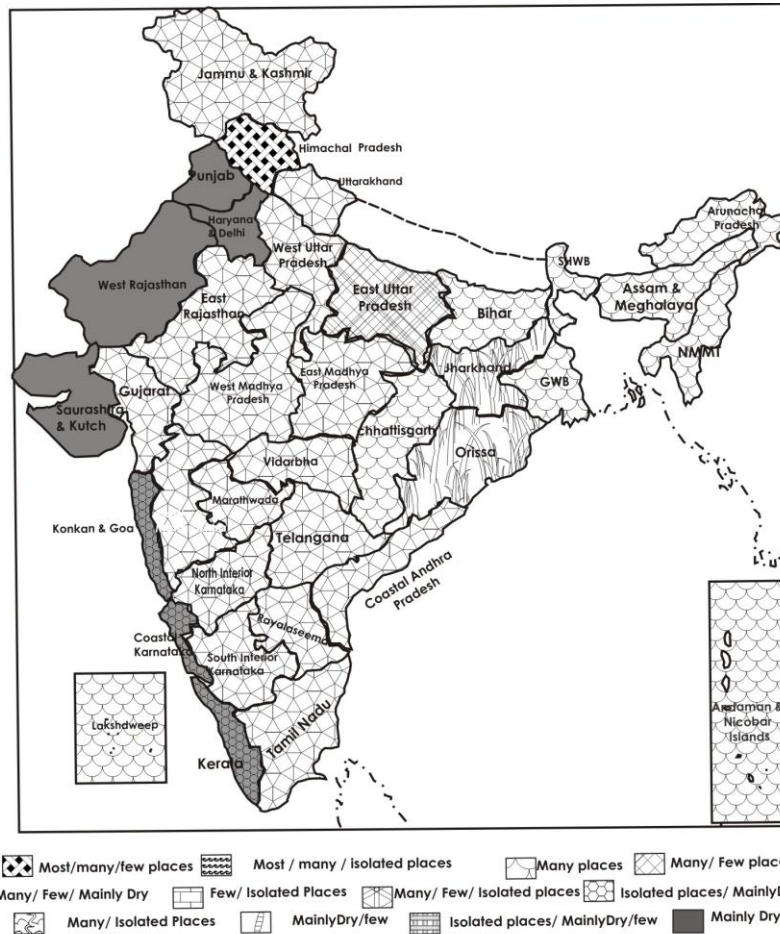 Jammu & Kashmir
Himachal Pradesh
Punjab
Uttarakhand
Haryana
& Delhi
Arunacha
Pradesh
West Uttar
Pradesh
SHWB
West Rajasthan
East
Rajasthan
East Uttar
Pradesh
Bihar
Assam &
Meghalaya
NMMT
Jharkhand
East Madhya
Pradesh
West Madhya
Pradesh
Gujarat
GWB
Saurashtra
& Kutch
Chhattisgarh
Orissa
Vidarbha
Marathwada
Konkan & Goa
Telangana
North Interior
Karnataka
Coastal Andhra
Pradesh
Rayalaseema
Coastal
Karnataka
South Interior
Karnataka
Lakshdweep
Tamil Nadu
Kerala
Andaman &
Nicobar
Islands
Most/many/few places Most / many / isolated places Many places Many/ Few place
Many/ Few/ Mainly Dry Few/ Isolated Places Many/ Few/ Isolated places Isolated places/ MainlyD
Many/ Isolated Places MainlyDry/few Isolated places/ MainlyDry/few Mainly Dry